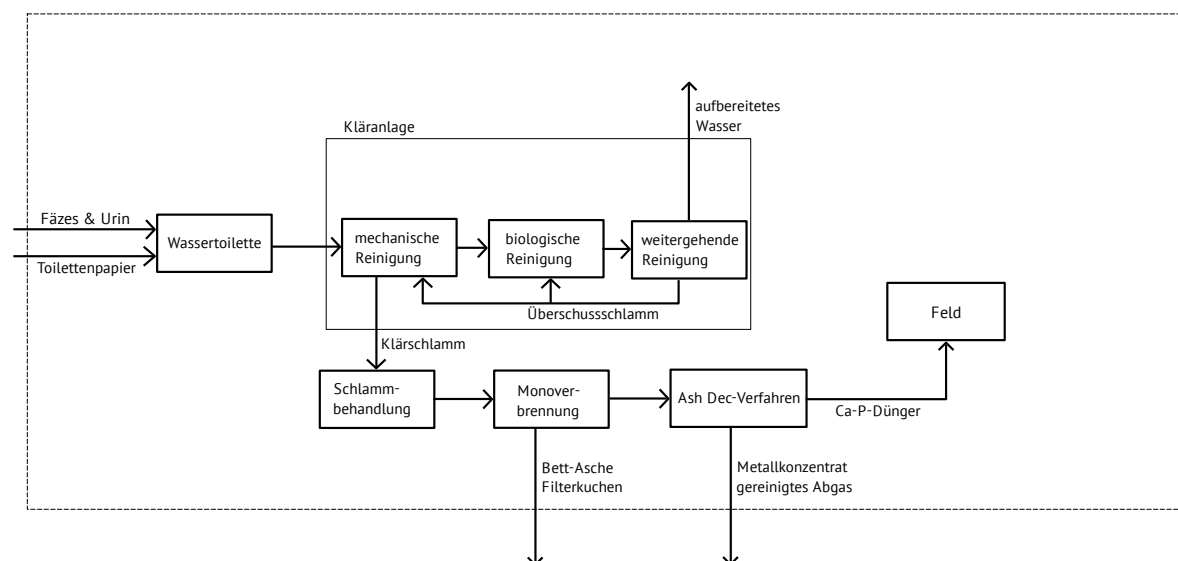 aufbereitetes
Wasser
Kläranlage
Fäzes & Urin
Toilettenpapier
Wassertoilette
mechanische
Reinigung
biologische
Reinigung
weitergehende
Reinigung
Überschussschlamm
Feld
Klärschlamm
Schlamm-
behandlung
Monover-
brennung
Ash Dec-Verfahren
Ca-P-Dünger
Bett-Asche
Filterkuchen
Metallkonzentrat
gereinigtes Abgas